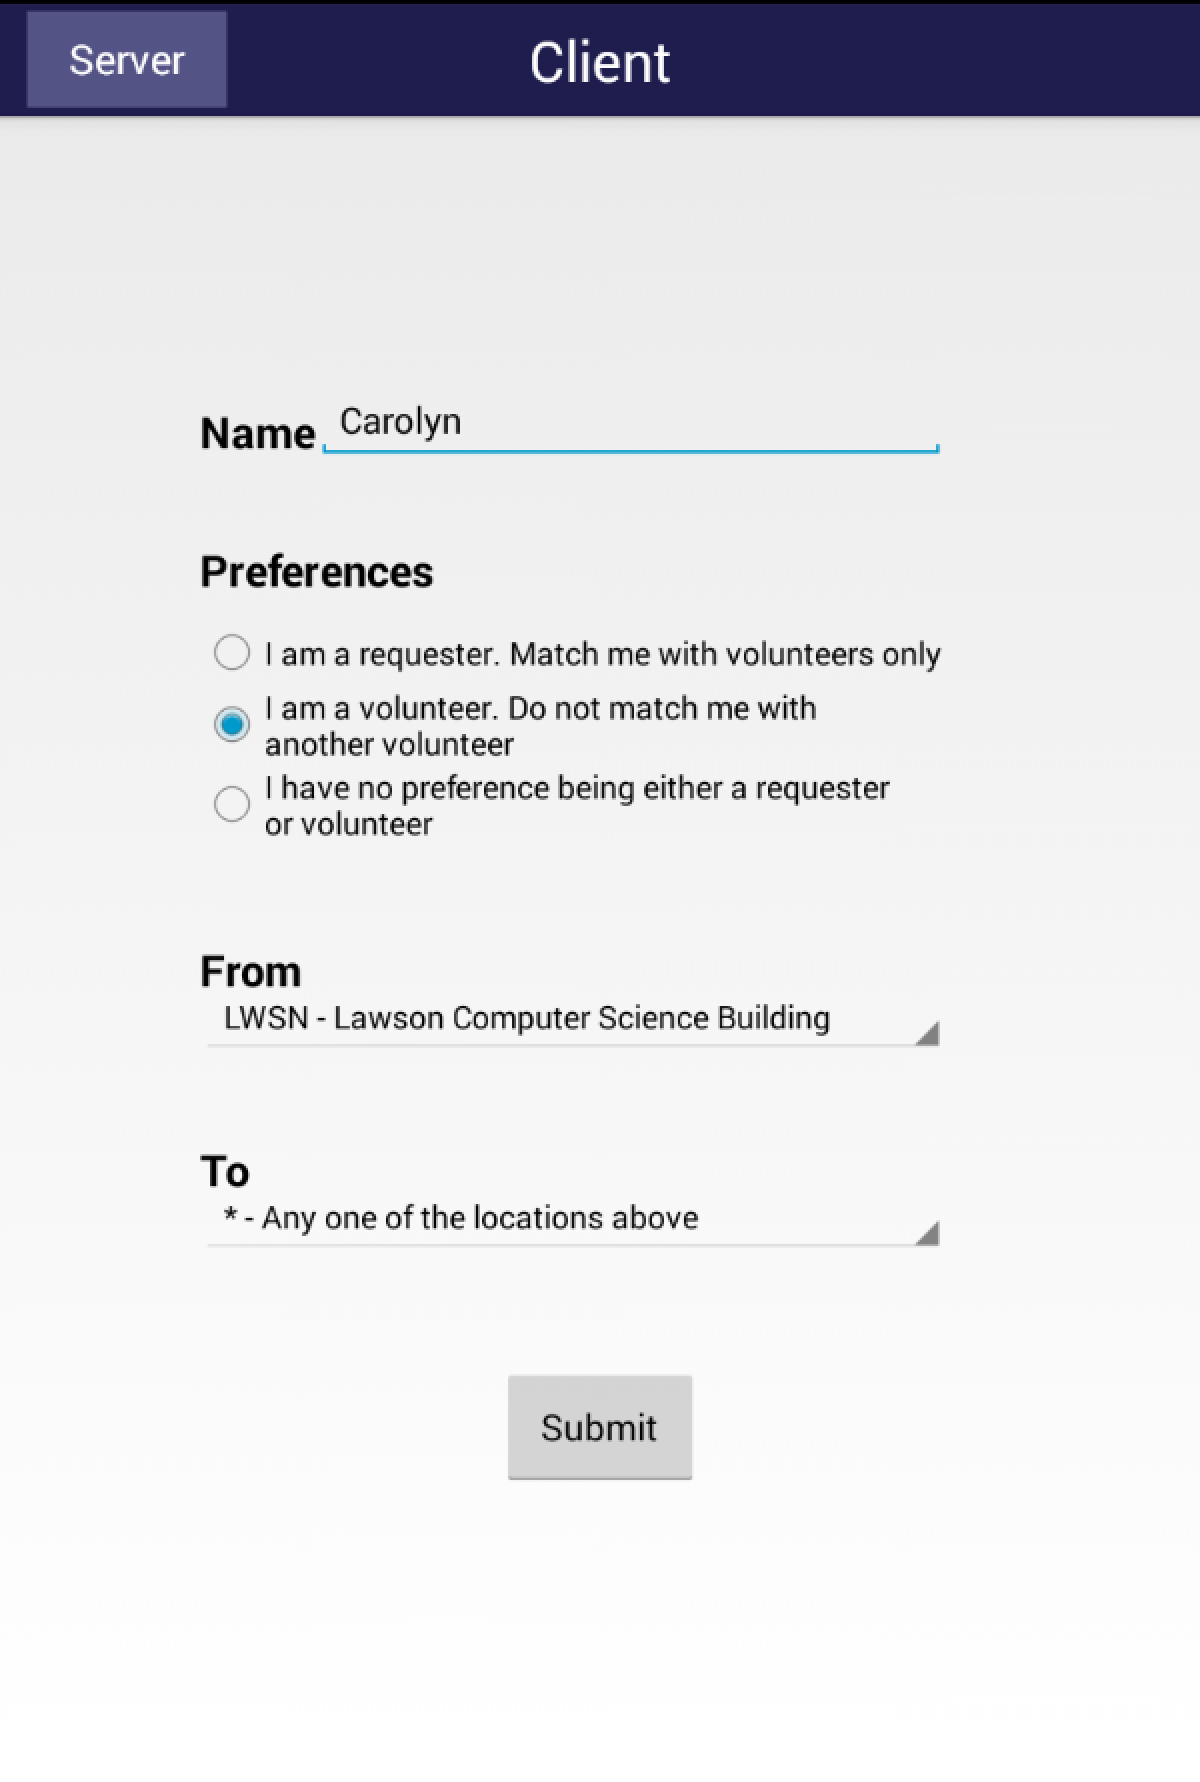 Server
Client
Name Carolyn
Preferences
I am a requester. Match me with volunteers only
I am a volunteer. Do not match me with
another volunteer
I have no preference being either a requester
or volunteer
From
LWSN - Lawson Computer Science Building
To
* - Any one of the locations above
Submit